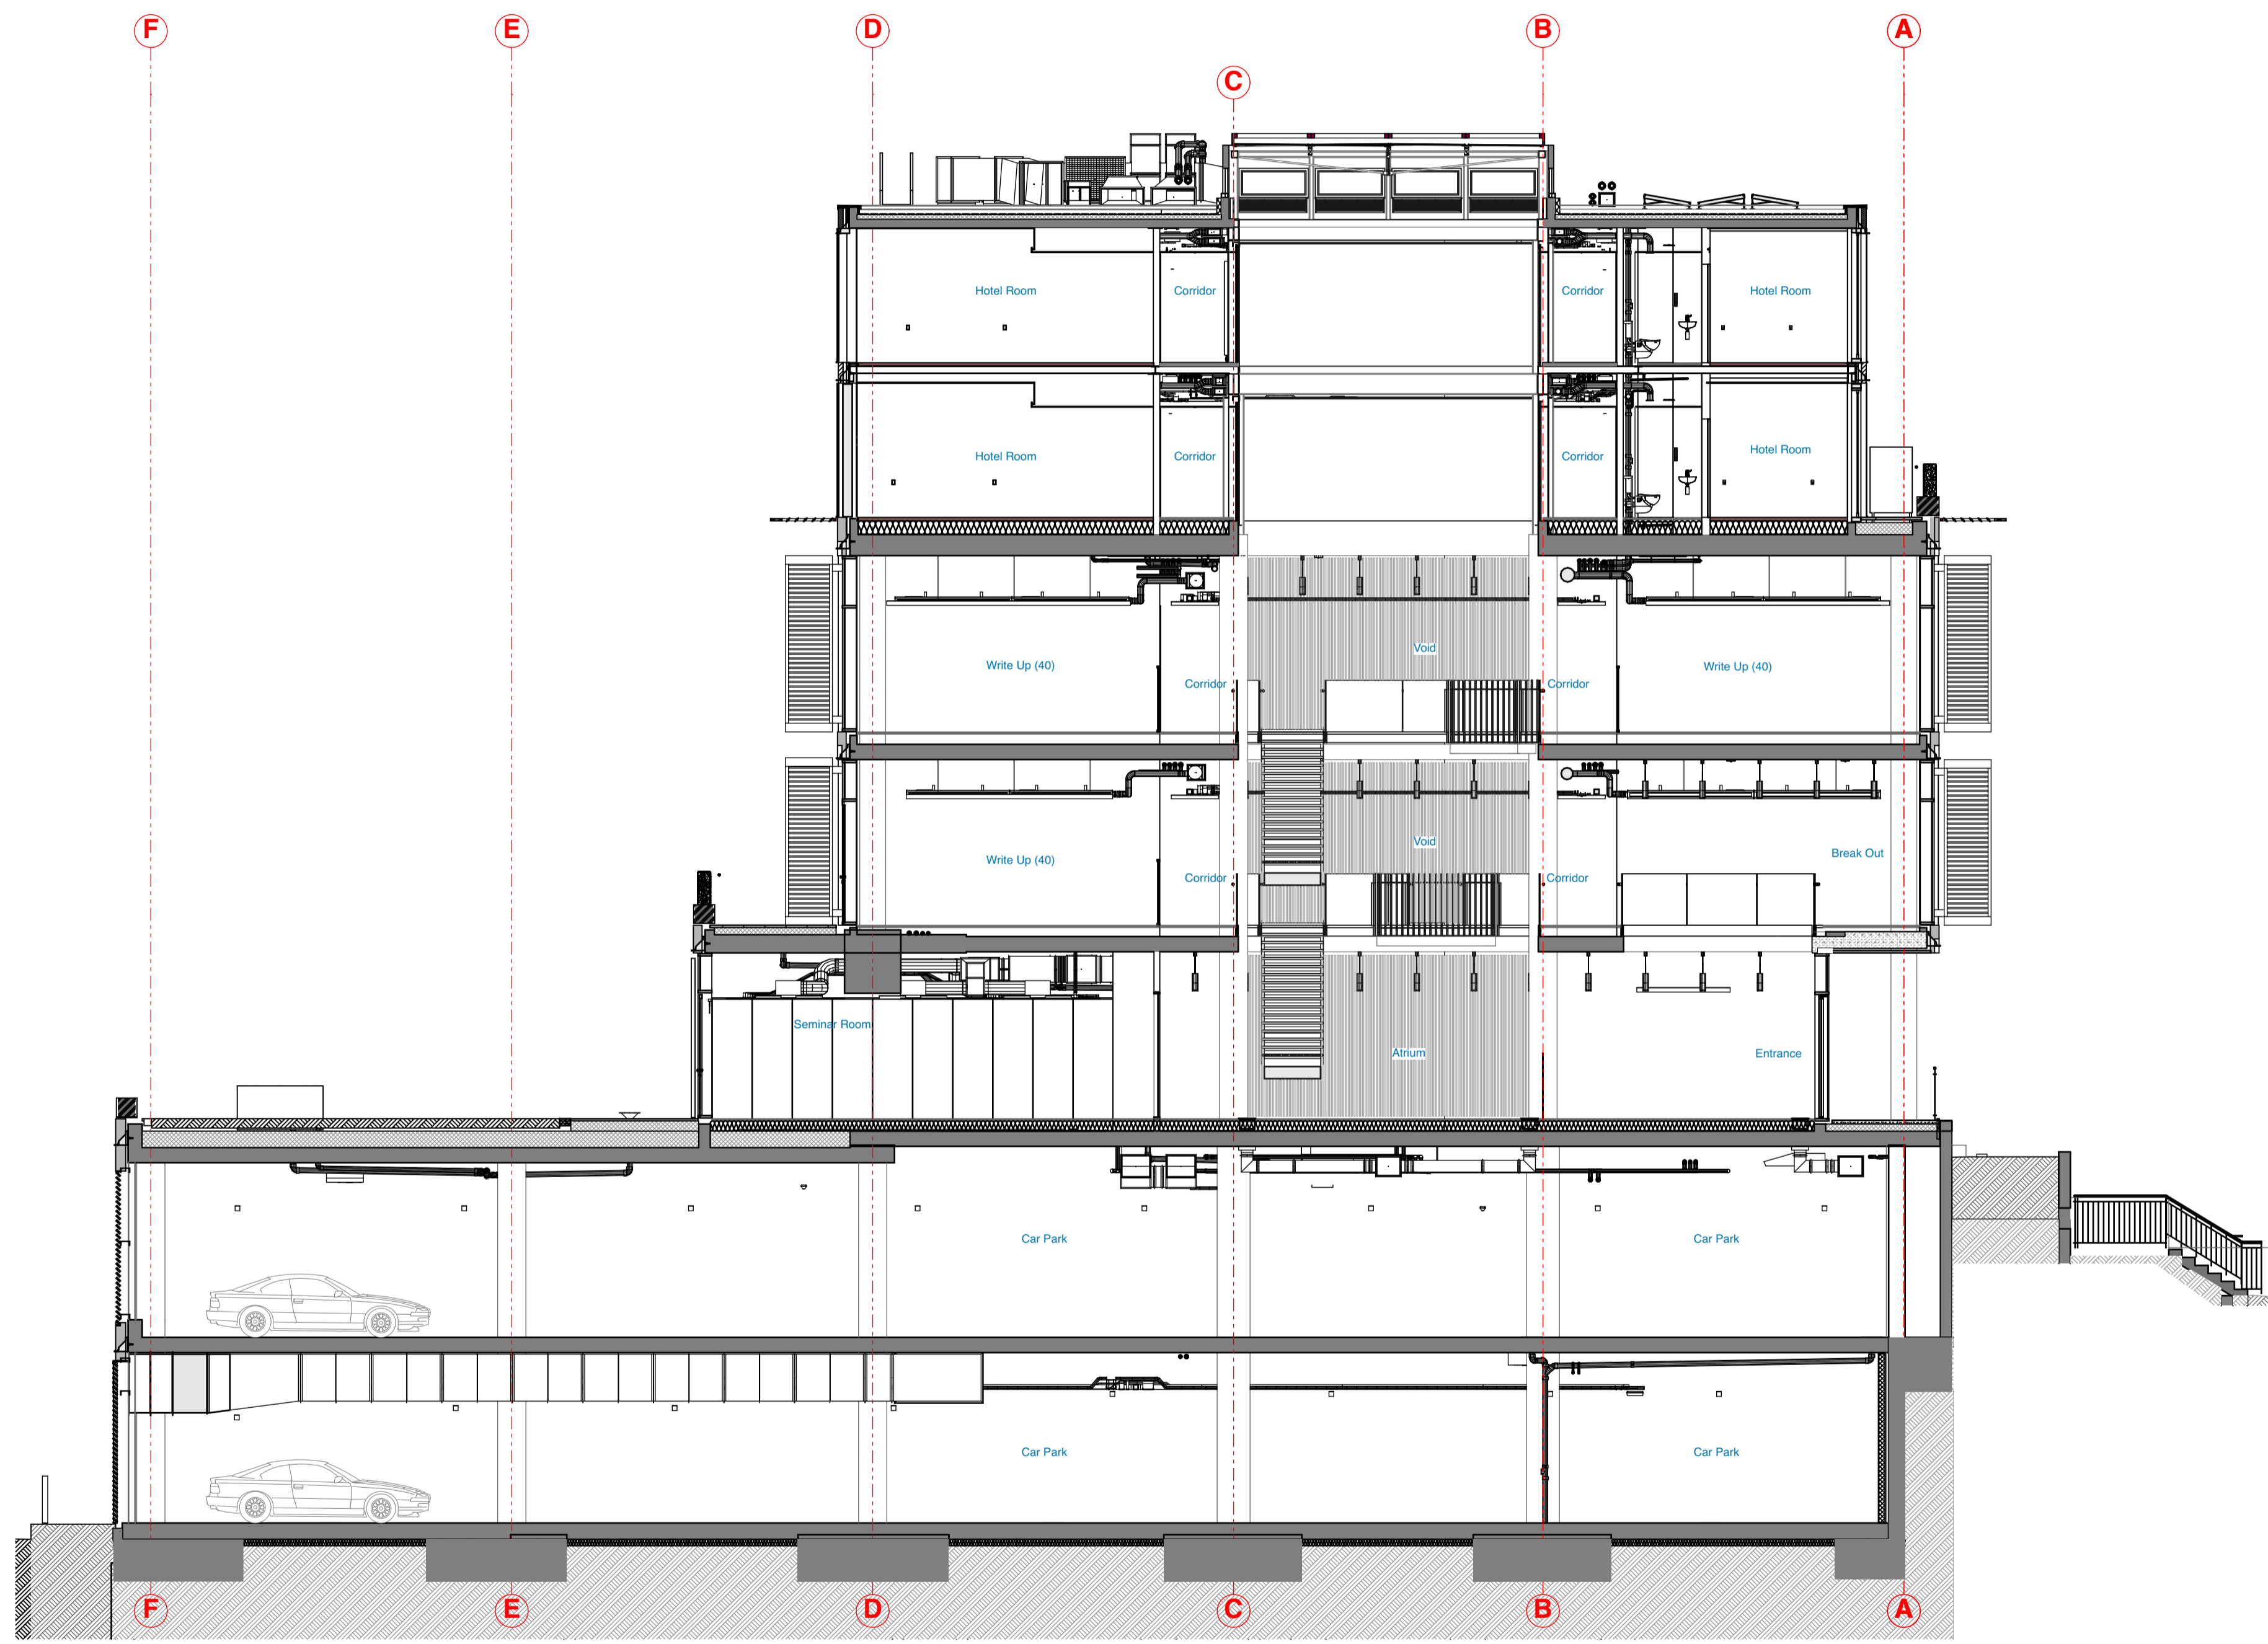 F
E
D
B
A
C
Hotel Room
Corridor
Corridor
Hotel Room
Hotel Room
Corridor
Corridor
Hotel Room
Write Up (40)
Corridor
Void
Corridor
Write Up (40)
Write Up (40)
Corridor
Void
Corridor
Break Out
Seminar Room
Atrium
Entrance
Car Park
Car Park
Car Park
Car Park
F
E
D
C
B
A